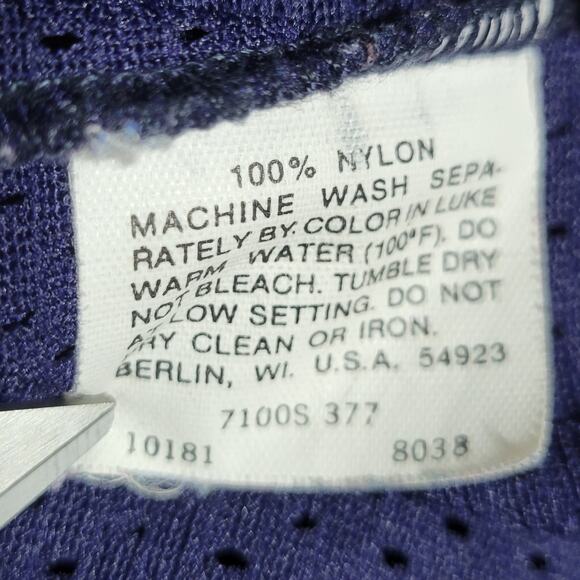 100% NYLON
MACHINE WASH SEPA-
RATELY BY COLOR IN LUKE
WARM WATER (100°F). DO
NOT BLEACH. TUMBLE DRY
AT LOW SETTING. DO NOT
DRY CLEAN OR IRON.
BERLIN, WI. U.S.A. 54923
7100S 377
10181 8038